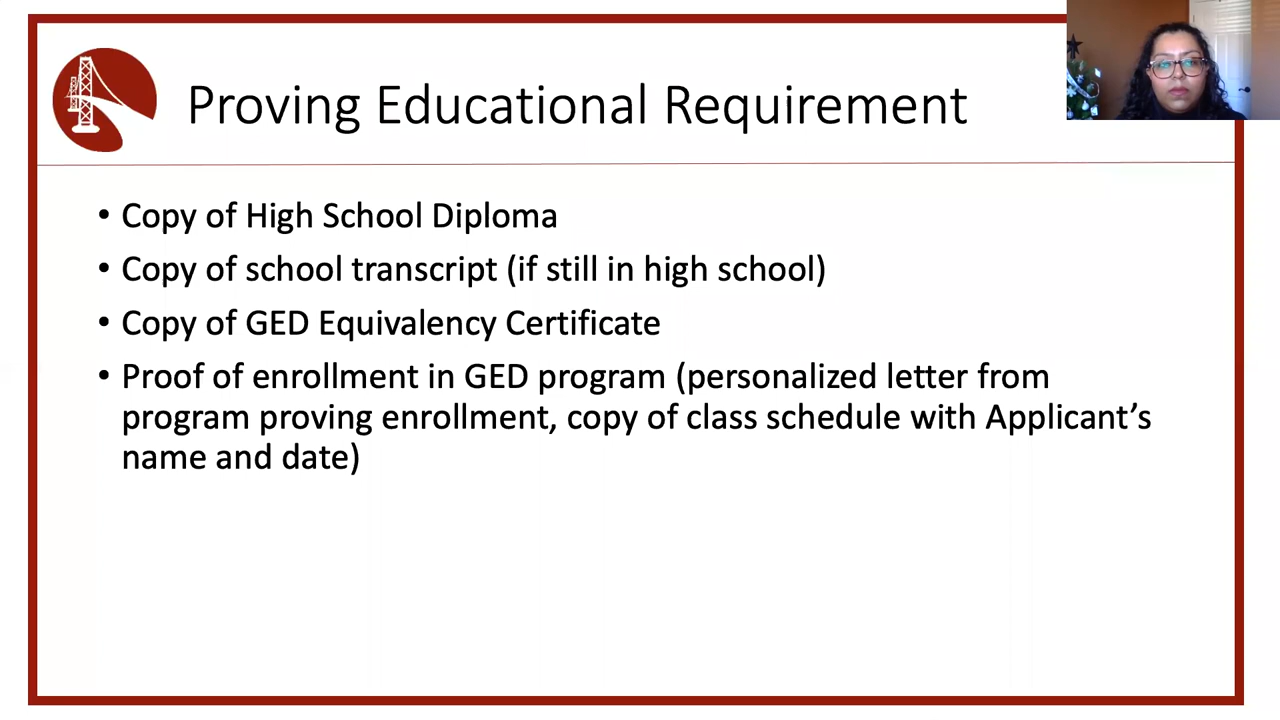 Proving Educational Requirement
• Copy of High School Diploma
• Copy of school transcript (if still in high school)
• Copy of GED Equivalency Certificate
• Proof of enrollment in GED program (personalized letter from
program proving enrollment, copy of class schedule with Applicant’s
name and date)